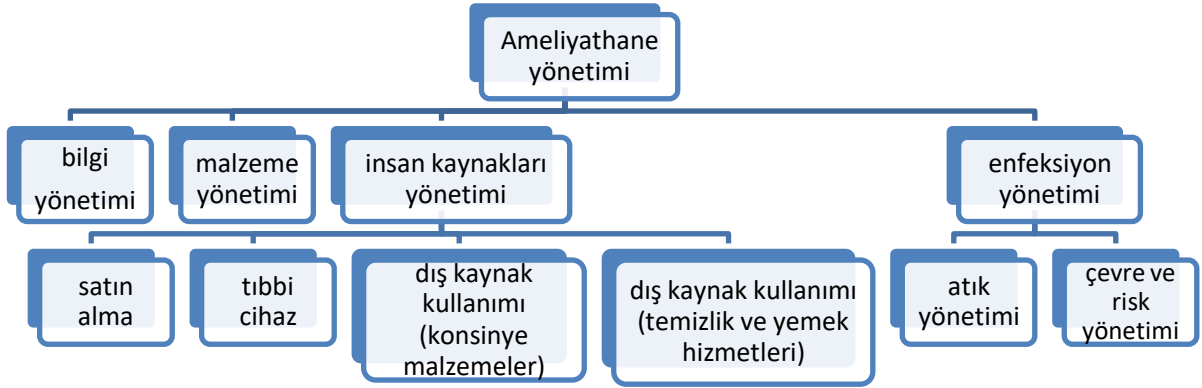 Ameliyathane
yönetimi
bilgi
yönetimi
malzeme
yönetimi
insan kaynakları
yönetimi
enfeksiyon
yönetimi
satın
alma
tıbbi
cihaz
dış kaynak
kullanımı
(konsinye
malzemeler)
dış kaynak kullanımı
(temizlik ve yemek
hizmetleri)
atık
yönetimi
çevre ve
risk
yönetimi